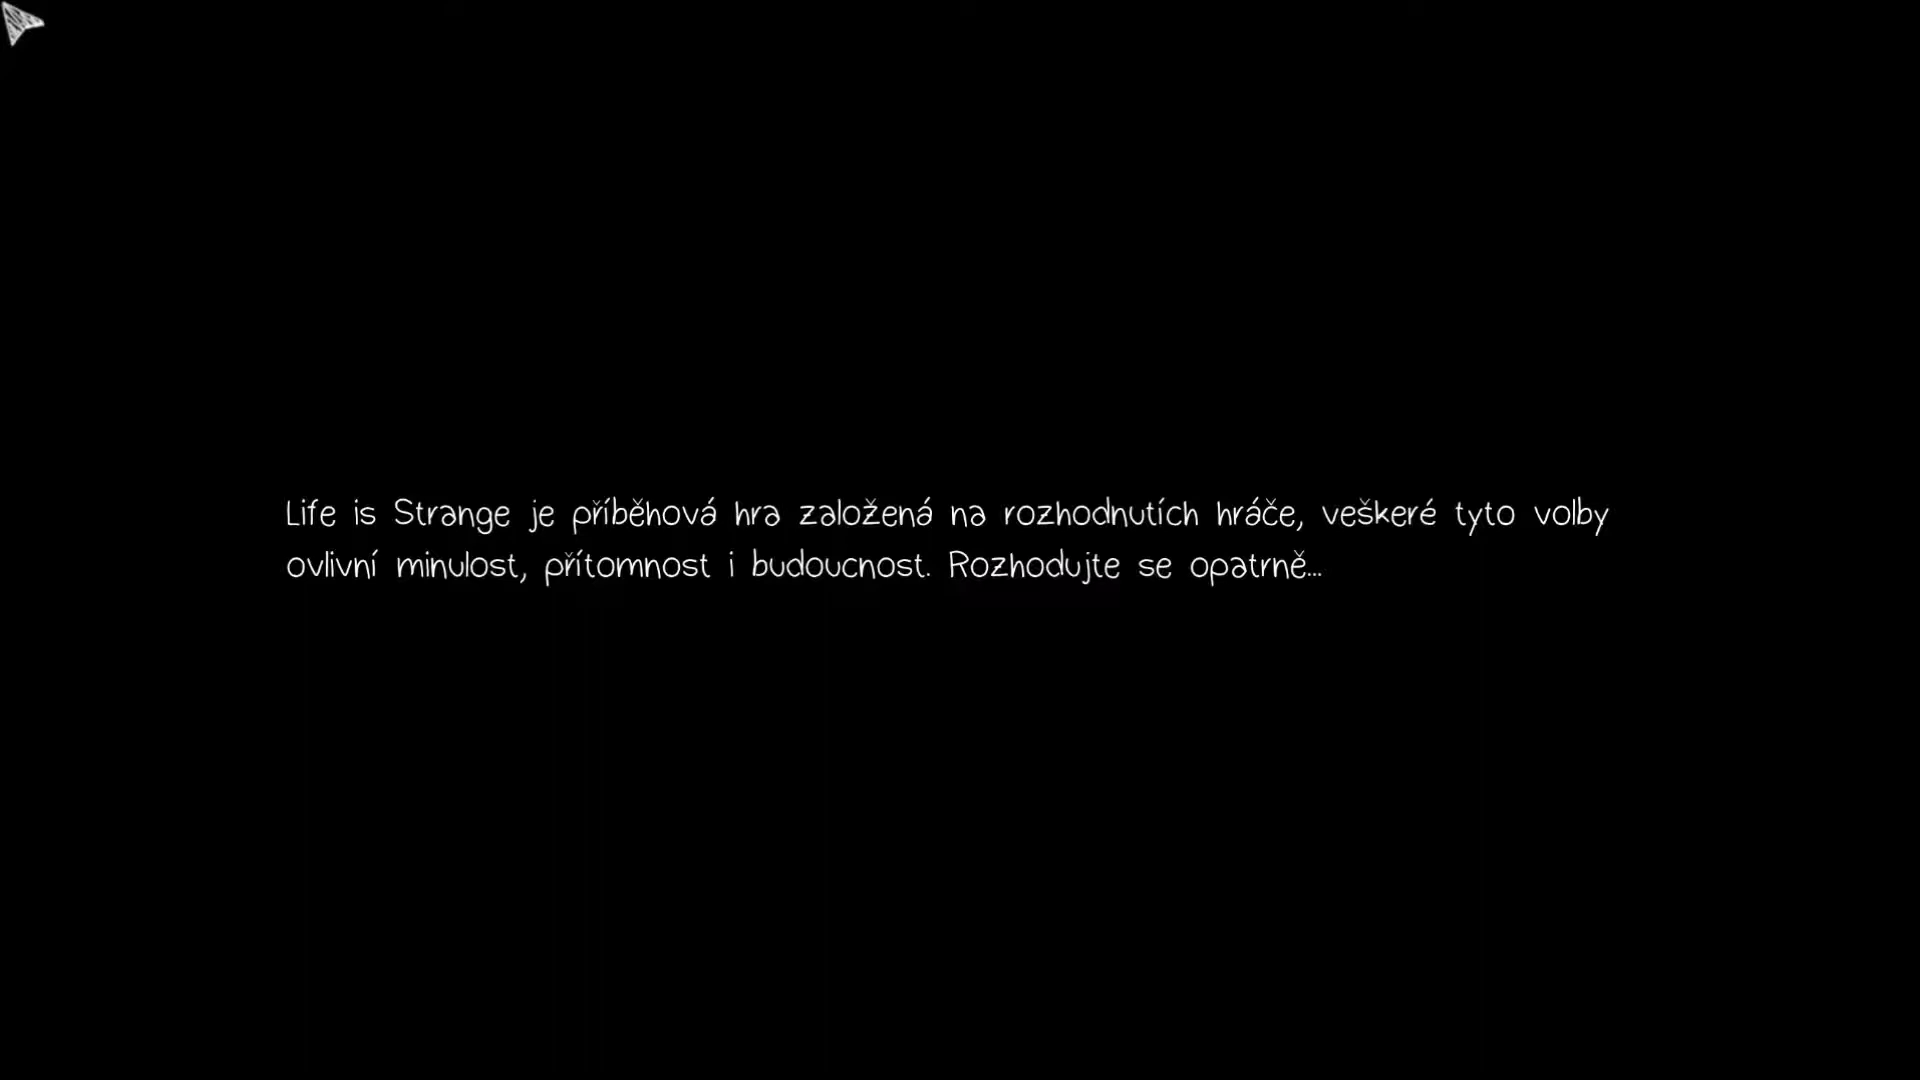 Life is Strange je příběhová hra založená na rozhodnutích hráče, veškeré tyto volby
ovlivní minulost, přítomnost i budoucnost. Rozhodujte se opatrně...